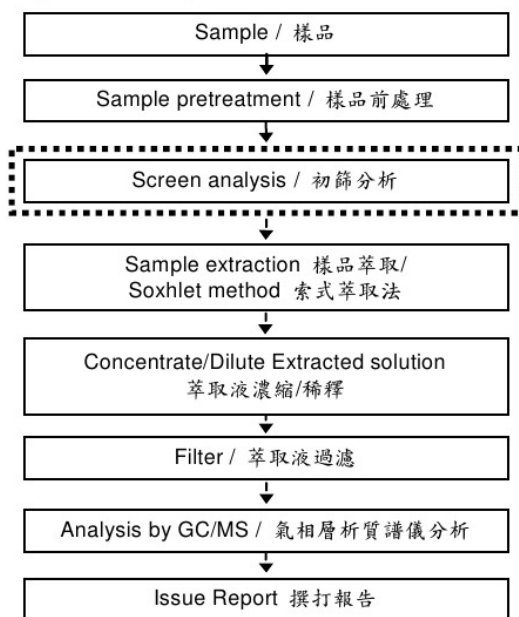 Sample / 樣品
Sample pretreatment / 樣品前處理
Screen analysis / 初篩分析
Sample extraction 樣品萃取/
Soxhlet method 索式萃取法
Concentrate/Dilute Extracted solution
萃取液濃縮/稀釋
Filter / 萃取液過濾
Analysis by GC/MS / 氣相層析質譜儀分析
Issue Report 撰打報告